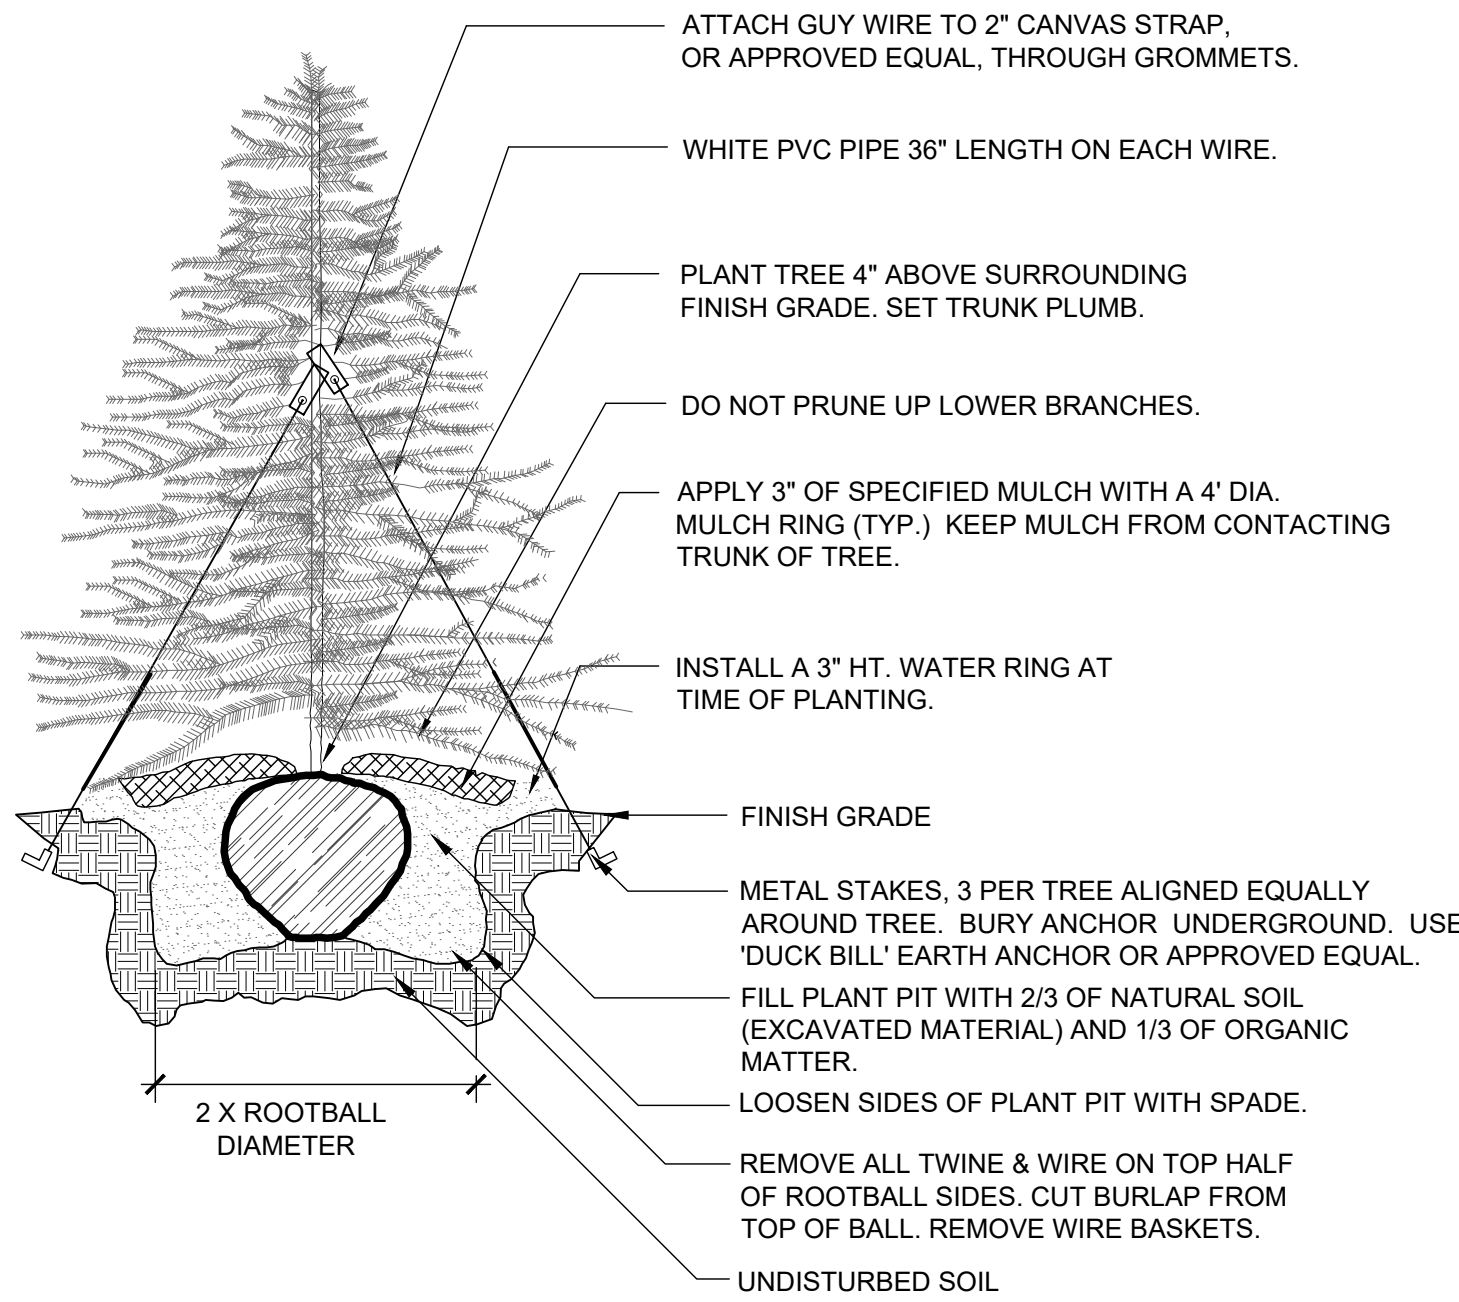 ATTACH GUY WIRE TO 2" CANVAS STRAP,
OR APPROVED EQUAL, THROUGH GROMMETS.
WHITE PVC PIPE 36" LENGTH ON EACH WIRE.
PLANT TREE 4" ABOVE SURROUNDING
FINISH GRADE. SET TRUNK PLUMB.
DO NOT PRUNE UP LOWER BRANCHES.
APPLY 3" OF SPECIFIED MULCH WITH A 4' DIA.
MULCH RING (TYP.) KEEP MULCH FROM CONTACTING
TRUNK OF TREE.
INSTALL A 3" HT. WATER RING AT
TIME OF PLANTING.
FINISH GRADE
METAL STAKES, 3 PER TREE ALIGNED EQUALLY
AROUND TREE. BURY ANCHOR UNDERGROUND. USE
'DUCK BILL' EARTH ANCHOR OR APPROVED EQUAL.
FILL PLANT PIT WITH 2/3 OF NATURAL SOIL
(EXCAVATED MATERIAL) AND 1/3 OF ORGANIC
MATTER.
LOOSEN SIDES OF PLANT PIT WITH SPADE.
2 X ROOTBALL
DIAMETER
REMOVE ALL TWINE & WIRE ON TOP HALF
OF ROOTBALL SIDES. CUT BURLAP FROM
TOP OF BALL. REMOVE WIRE BASKETS.
UNDISTURBED SOIL